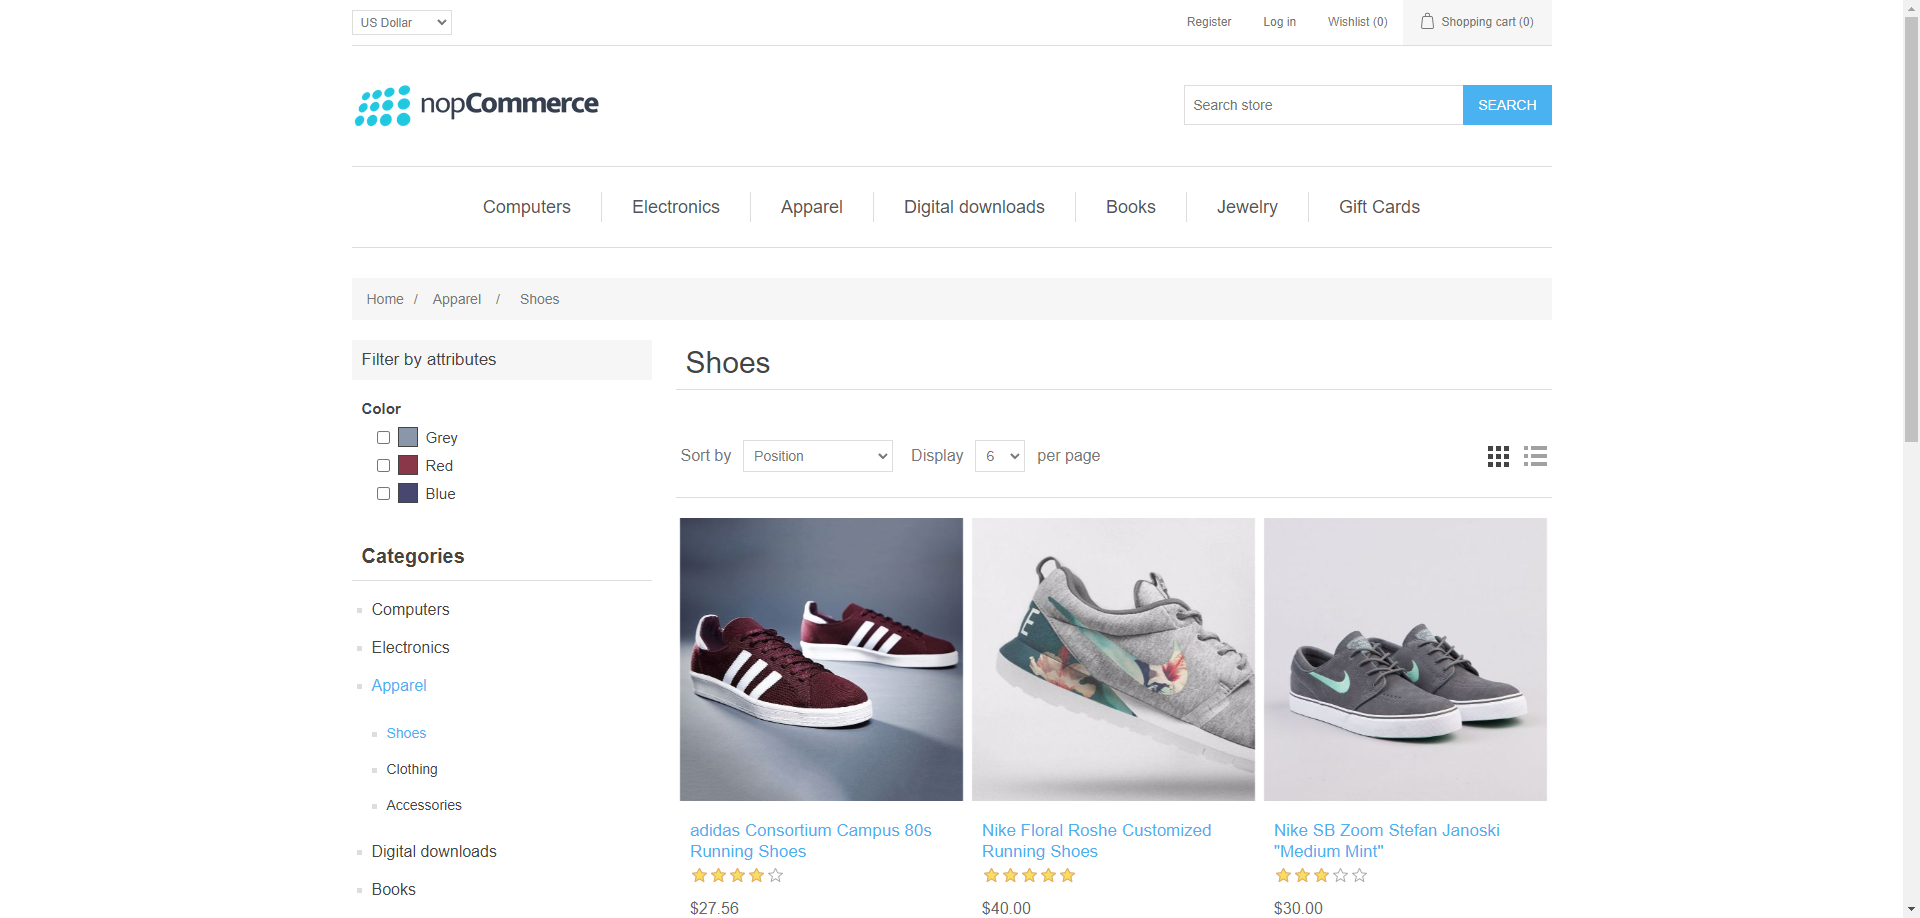 US Dollar
Register
Log in
Wishlist (0)
Shopping cart (0)
nopCommerce
Search store
SEARCH
Computers
Electronics
Apparel
Digital downloads
Books
Jewelry
Gift Cards
Home / Apparel / Shoes
Filter by attributes
Color
Grey
Red
Blue
Categories
Computers
Electronics
Apparel
Shoes
Clothing
Accessories
Digital downloads
Books
Shoes
Sort by
Position
Display
6
per page
adidas Consortium Campus 80s
Running Shoes
$27.56
Nike Floral Roshe Customized
Running Shoes
$40.00
Nike SB Zoom Stefan Janoski
"Medium Mint"
$30.00